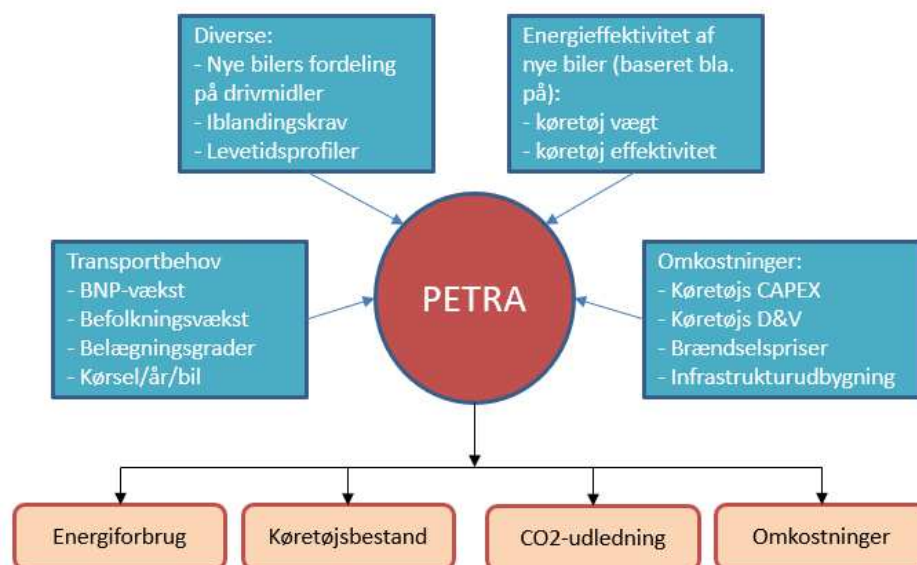 Diverse:
- Nye bilers fordeling
på drivmidler
- Iblandingskrav
- Levetidsprofiler
Energieffektivitet af
nye biler (baseret bla.
på):
- køretøj vægt
- køretøj effektivitet
Transportbehov
- BNP-vækst
- Befolkningsvækst
- Belægningsgrader
- Kørsel/år/bil
PETRA
Omkostninger:
- Køretøjs CAPEX
- Køretøjs D&V
- Brændselspriser
- Infrastrukturudbygning
Energiforbrug
Køretøjsbestand
CO2-udledning
Omkostninger